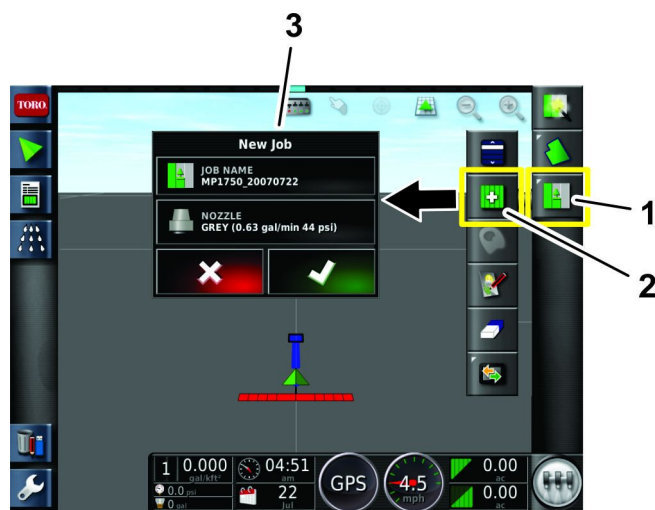 3
TORO.
New Job
JOB NAME
MP1750_20070722
NOZZLE
GREY (0.63 gal/min 44 psi)
1
2
1 0.000 gal/kft²
0.0 psi
0 gal
04:51 am
22 Jul
GPS
4.5 mph
0.00 ac
0.00 ac